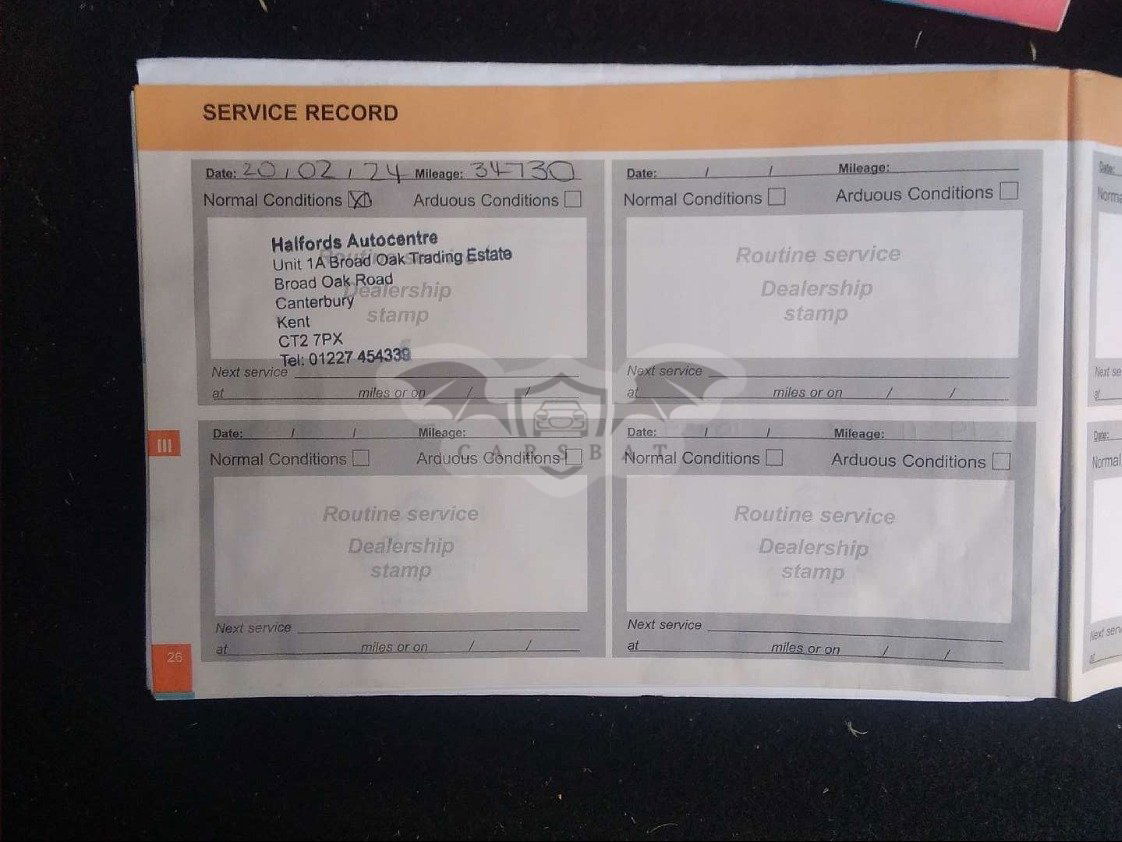 SERVICE RECORD
Date: 20 / 02 / 24 Mileage: 34730
Normal Conditions Arduous Conditions
Halfords Autocentre
Unit 1A Broad Oak Trading Estate
Broad Oak Road
Canterbury
Kent
CT2 7PX
Tel: 01227 454339
Routine service
Dealership
stamp
Next service
at miles or on / /
Date: / / Mileage:
Normal Conditions Arduous Conditions
Routine service
Dealership
stamp
Next service
at miles or on / /
CARSBAT
III
Date: / / Mileage:
Normal Conditions Arduous Conditions
Routine service
Dealership
stamp
Next service
at miles or on / /
Date: / / Mileage:
Normal Conditions Arduous Conditions
Routine service
Dealership
stamp
Next service
at miles or on / /
26
Date:
Date: